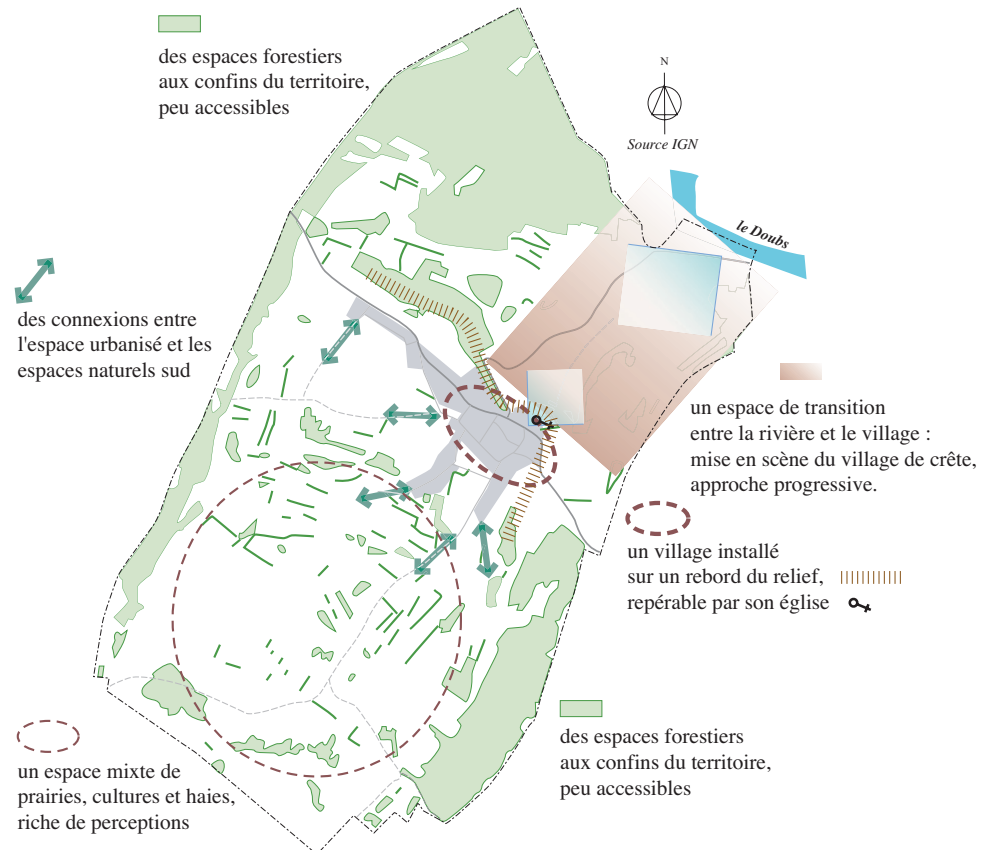 des espaces forestiers
aux confins du territoire,
peu accessibles
N
Source IGN
le Doubs
des connexions entre
l'espace urbanisé et les
espaces naturels sud
un espace de transition
entre la rivière et le village :
mise en scène du village de crête,
approche progressive.
un village installé
sur un rebord du relief,
repérable par son église
des espaces forestiers
aux confins du territoire,
peu accessibles
un espace mixte de
prairies, cultures et haies,
riche de perceptions